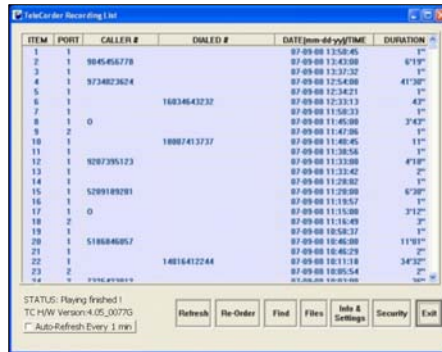 TeleCorder Recording List
ITEM PORT CALLER # DIALED # DATE[mm-dd-yy]/TIME DURATION
1 1 07-09-08 13:50:45 1"
2 1 9845456778 07-09-08 13:43:08 6'19"
3 1 07-09-08 13:37:32 1"
4 1 9734823624 07-09-08 12:54:08 41'30"
5 1 07-09-08 12:34:21 1"
6 1 16034643232 07-09-08 12:33:13 43"
7 1 07-09-08 11:50:33 1"
8 1 O 07-09-08 11:45:08 3'43"
9 2 07-09-08 11:47:06 1"
10 1 18007413737 07-09-08 11:40:45 11"
11 1 07-09-08 11:38:56 1"
12 1 9207395123 07-09-08 11:33:08 4'18"
13 1 07-09-08 11:33:42 2"
14 1 07-09-08 11:28:02 1"
15 1 5209189201 07-09-08 11:20:08 6'30"
16 1 07-09-08 11:19:57 1"
17 1 O 07-09-08 11:15:08 3'12"
18 2 07-09-08 11:16:49 3"
19 1 07-09-08 10:58:37 1"
20 1 5186846057 07-09-08 10:46:08 11'01"
21 1 07-09-08 10:46:29 2"
22 1 14016412244 07-09-08 10:11:18 34'32"
23 2 07-09-08 10:05:54 2"
STATUS: Playing finished !
TC H/W Version:4.05_0077G
Auto-Refresh Every 1 min
Refresh Re-Order Find Files Info & Settings Security Exit